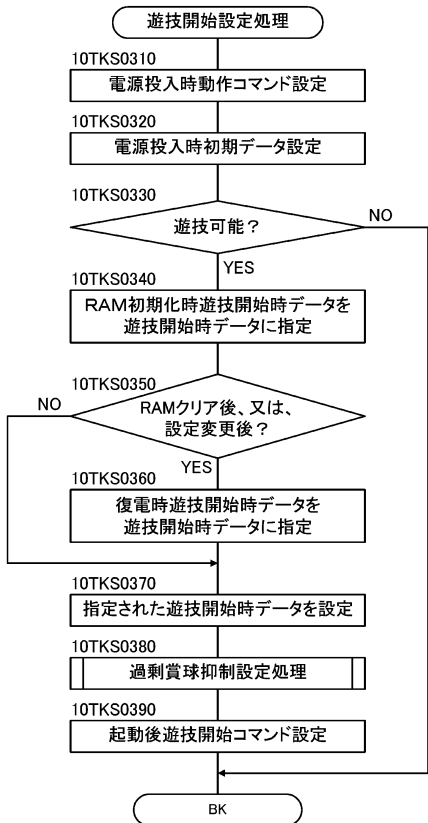 遊技開始設定処理
10TKS0310
電源投入時動作コマンド設定
10TKS0320
電源投入時初期データ設定
10TKS0330
遊技可能？
NO
YES
10TKS0340
ＲＡＭ初期化時遊技開始時データを
遊技開始時データに指定
10TKS0350
NO
RAMクリア後、又は、
設定変更後？
YES
10TKS0360
復電時遊技開始時データを
遊技開始時データに指定
10TKS0370
指定された遊技開始時データを設定
10TKS0380
過剰賞球抑制設定処理
10TKS0390
起動後遊技開始コマンド設定
BK